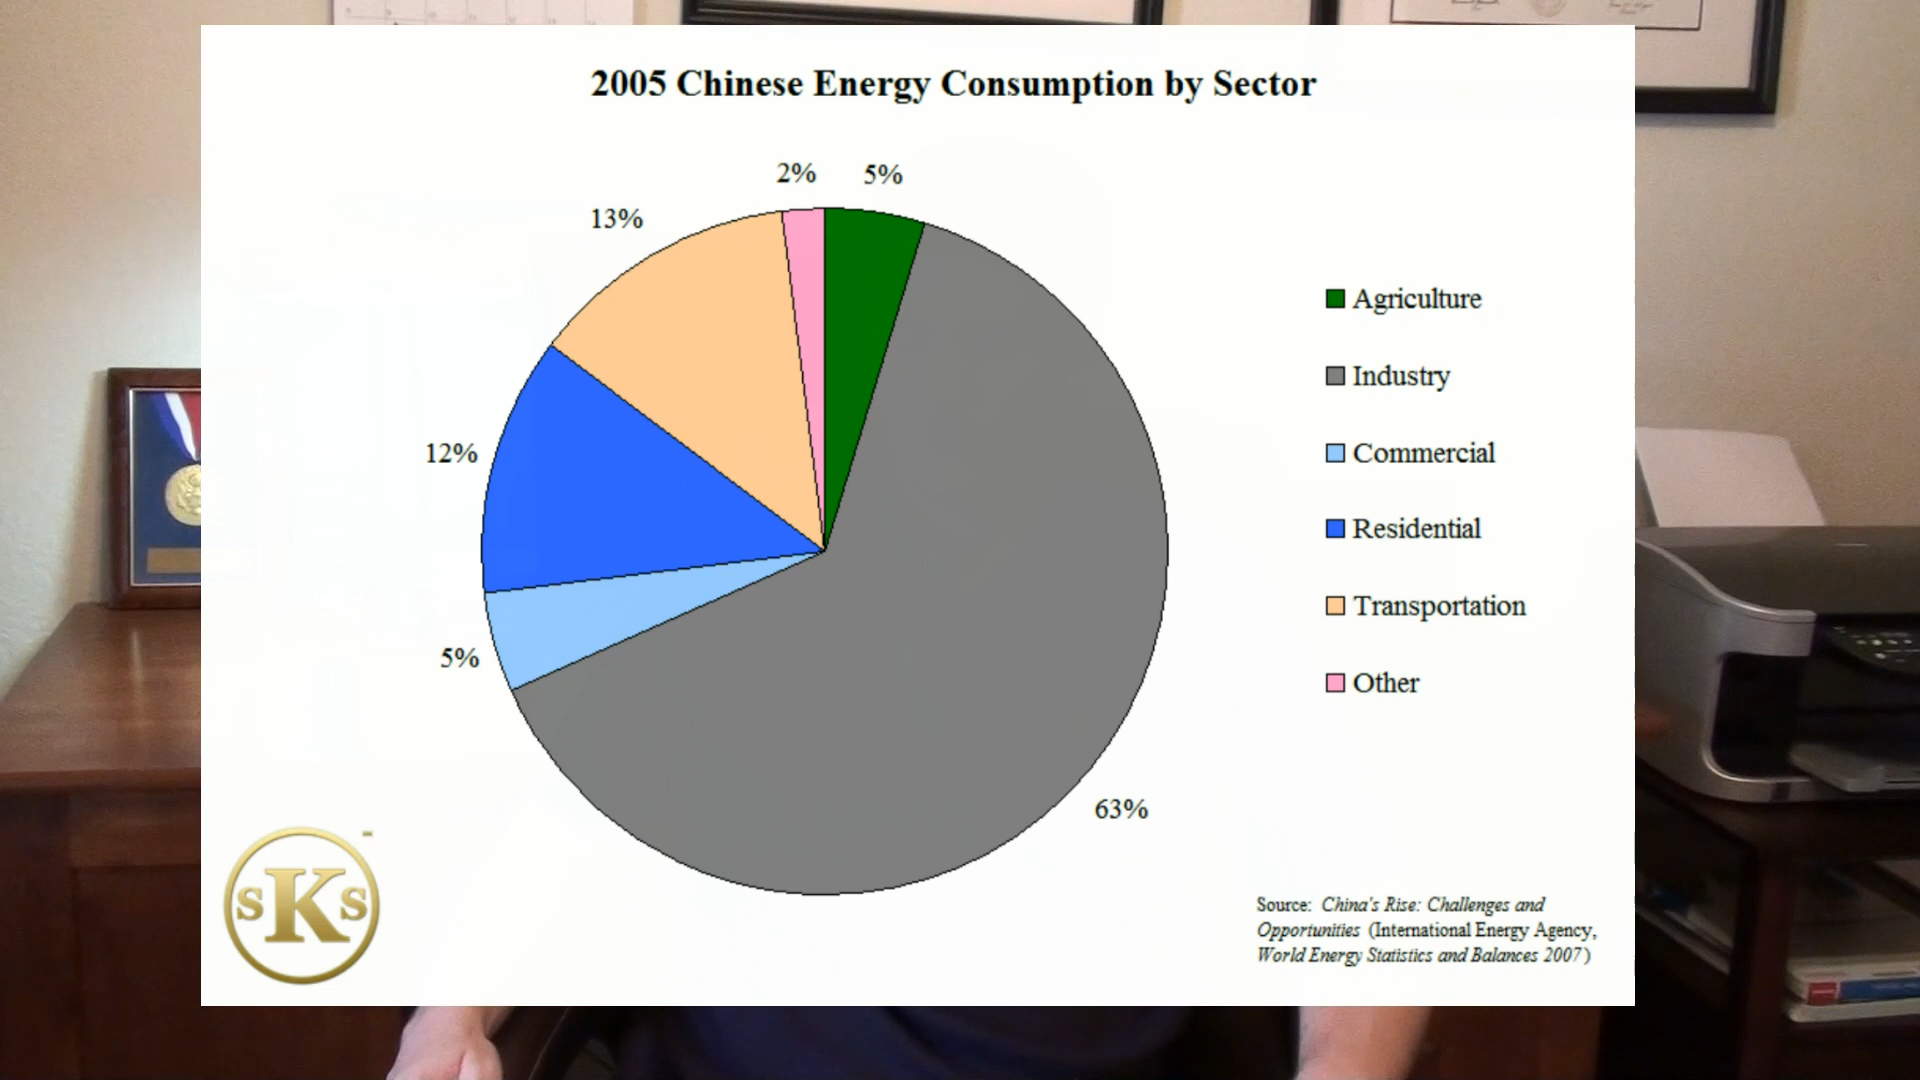 2005 Chinese Energy Consumption by Sector
2%
5%
13%
12%
5%
63%
Agriculture
Industry
Commercial
Residential
Transportation
Other
sKs
Source: China's Rise: Challenges and
Opportunities (International Energy Agency,
World Energy Statistics and Balances 2007)